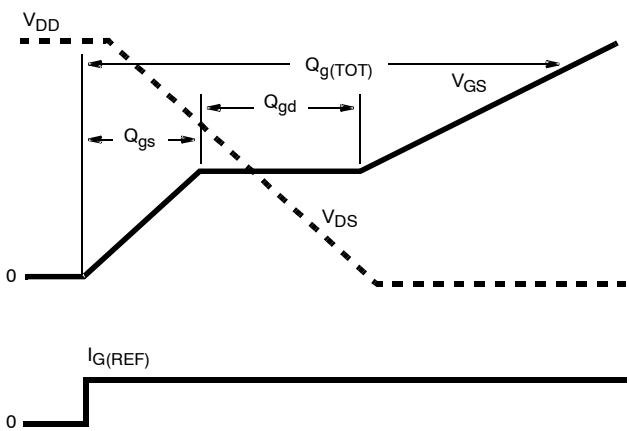 V_DD
Q_g(TOT)
V_GS
Q_gd
Q_gs
V_DS
0
I_G(REF)
0